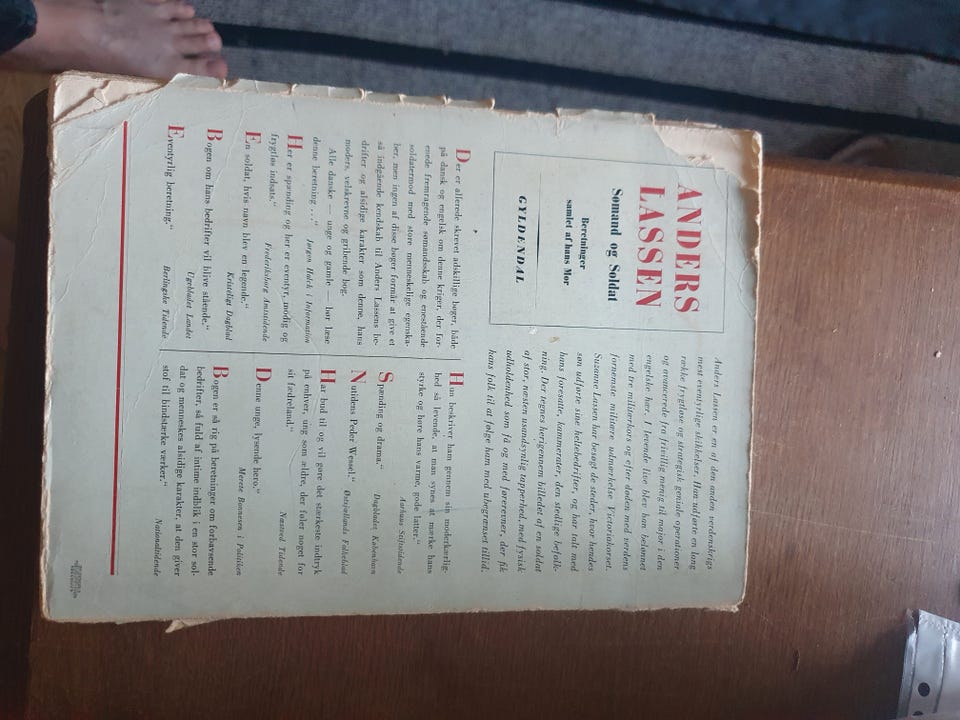 ANDERS
LASSEN
Sømand og Soldat
Beretninger
samlet af hans Mor
GYLDENDAL
Anders Lassen er en af den anden verdenskrigs
mest eventyrlige skikkelser. Han udførte en lang
række frygtløse og strategisk geniale operationer
og avancerede fra frivillig menig til major i den
engelske hær. I levende live blev han belønnet
med tre militærkors og efter døden med verdens
fornemste militære udmærkelse Victoriakorset.
Suzanne Lassen har besøgt de steder, hvor hendes
søn udførte sine heltebedrifter, og har talt med
hans foresatte, kammerater, den stedlige befolk-
ning. Der tegnes herigennem billedet af en soldat
af stor, næsten usandsynlig tapperhed, med fysisk
udholdenhed som få og med førerevner, der fik
hans folk til at følge ham med ubegrænset tillid.
Der er allerede skrevet adskillige bøger, både
på dansk og engelsk om denne kriger, der for-
enede fremragende sømandsskab og enestående
soldatermod med store menneskelige egenska-
ber, men ingen af disse bøger formår at give et
så indgående kendskab til Anders Lassens be-
drifter og alsidige karakter som denne, hans
moders, velskrevne og gribende bog.
Alle danske — unge og gamle — bør læse
denne beretning ..."
Jørgen Hælck i Information
Her er spænding og her er eventyr, mødig og
frygtløs indsats."
Frederiksborg Amtstidende
En soldat, hvis navn blev en legende."
Kristeligt Dagblad
Bogen om hans bedrifter vil blive stående."
Ugebladet Landet
Eventyrlig beretning."
Berlingske Tidende
Hun beskriver ham gennem sin moderkærlig-
hed så levende, at man synes at mærke hans
styrke og høre hans varme, gode latter."
Aarhuus Stiftstidende
Spænding og drama."
Dagbladet, København
Nutidens Peder Wessel."
Østsjællands Folkeblad
Har bud til og vil gøre det stærkeste indtryk
på enhver, ung som ældre, der føler noget for
sit fædreland."
Næstved Tidende
Denne unge, lysende hero."
Merete Bonnesen i Politiken
Bogen er så rig på beretninger om forbavsende
bedrifter, så fuld af intime indblik i en stor sol-
dat og menneskes alsidige karakter, at den giver
stof til bindstærke værker."
Nationaltidende